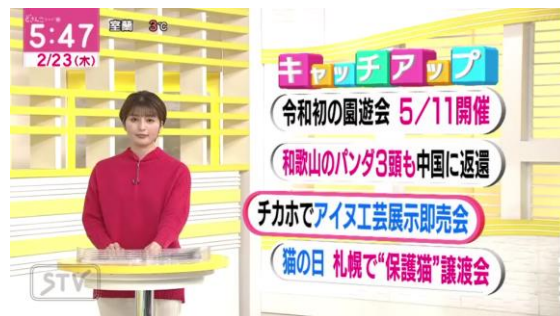 5:47
2/23(木)
室蘭 3℃
キャッチアップ
令和初の園遊会 5/11開催
和歌山のパンダ3頭も中国に返還
チカホでアイヌ工芸展示即売会
猫の日 札幌で“保護猫”譲渡会
STV